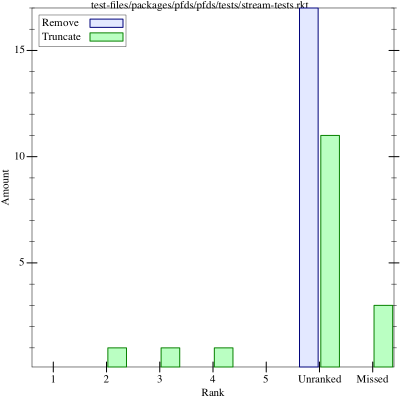 test-files/packages/pfds/pfds/tests/stream-tests.rkt
Remove
Truncate
15
10
5
Amount
1 2 3 4 5 Unranked Missed
Rank